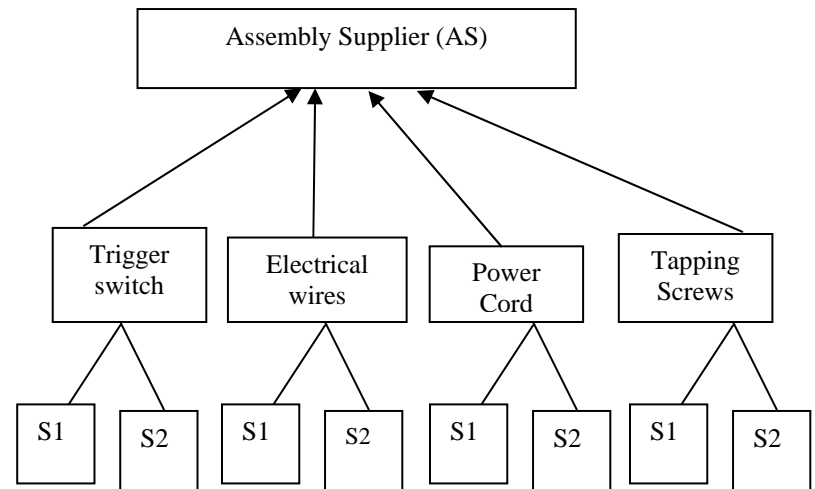 Assembly Supplier (AS)
Trigger
switch
Electrical
wires
Power
Cord
Tapping
Screws
S1
S2
S1
S2
S1
S2
S1
S2